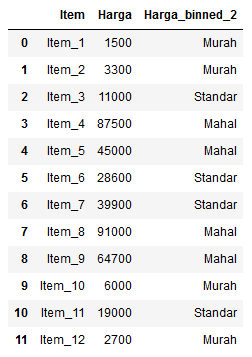 Item Harga Harga_binned_2
0 Item_1 1500 Murah
1 Item_2 3300 Murah
2 Item_3 11000 Standar
3 Item_4 87500 Mahal
4 Item_5 45000 Mahal
5 Item_6 28600 Standar
6 Item_7 39900 Standar
7 Item_8 91000 Mahal
8 Item_9 64700 Mahal
9 Item_10 6000 Murah
10 Item_11 19000 Standar
11 Item_12 2700 Murah